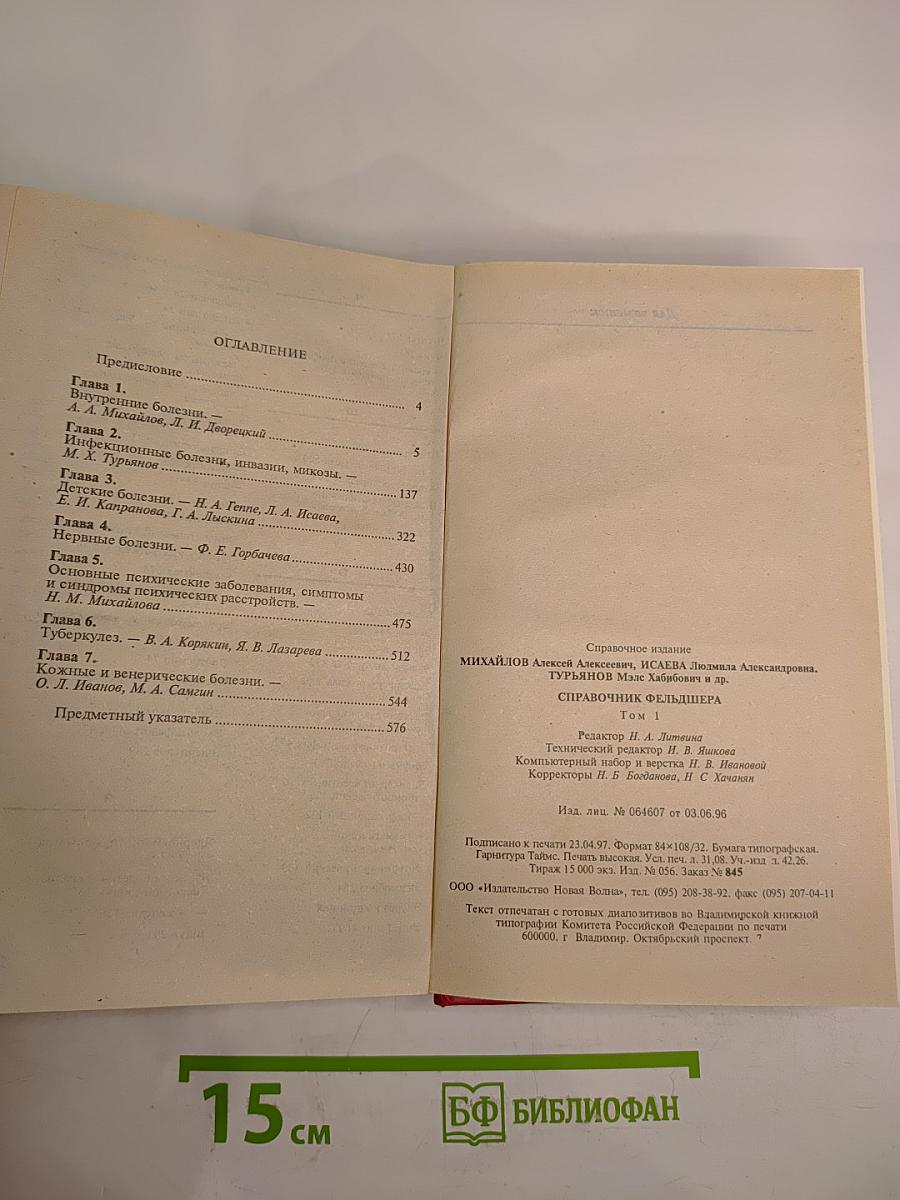 ОГЛАВЛЕНИЕ
Предисловие ........ 4
Глава 1.
Внутренние болезни. —
А. А. Михайлов, Л. И. Дворецкий ........ 5
Глава 2.
Инфекционные болезни, инвазии, микозы. —
М. Х. Турьянов ........ 137
Глава 3.
Детские болезни. — Н. А. Геппе, Л. А. Исаева,
Е. И. Капранова, Г. А. Лыскина ........ 322
Глава 4.
Нервные болезни. — Ф. Е. Горбачева ........ 430
Глава 5.
Основные психические заболевания, симптомы
и синдромы психических расстройств. —
Н. М. Михайлова ........ 475
Глава 6.
Туберкулез. — В. А. Корякин, Я. В. Лазарева ........ 512
Глава 7.
Кожные и венерические болезни. —
О. Л. Иванов, М. А. Самгин ........ 544
Предметный указатель ........ 576
Справочное издание
МИХАЙЛОВ Алексей Алексеевич, ИСАЕВА Людмила Александровна.
ТУРЬЯНОВ Мэлс Хабибович и др.
СПРАВОЧНИК ФЕЛЬДШЕРА
Том 1
Редактор Н. А. Литвина
Технический редактор И. В. Яшкова
Компьютерный набор и верстка Н. В. Ивановой
Корректоры Н. Б Богданова, Н С Хачанян
Изд. лиц. № 064607 от 03.06.96
Подписано к печати 23.04.97. Формат 84×108/32. Бумага типографская.
Гарнитура Таймс. Печать высокая. Усл. печ. л. 31,08. Уч.-изд л. 42.26.
Тираж 15 000 экз. Изд. № 056. Заказ № 845
ООО «Издательство Новая Волна», тел. (095) 208-38-92. факс (095) 207-04-11
Текст отпечатан с готовых диапозитивов во Владимирской книжной
типографии Комитета Российской Федерации по печати
600000, г Владимир. Октябрьский проспект.
15 см
БФ БИБЛИОФАН